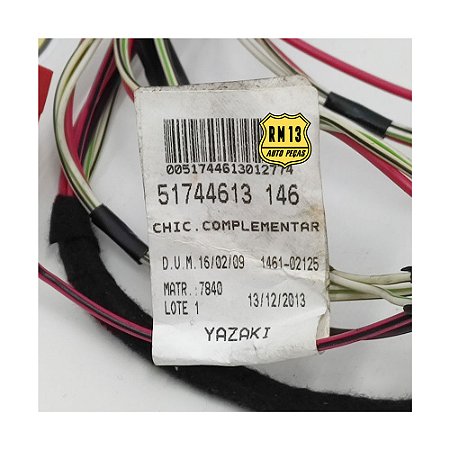 RM 13
AUTO PEÇAS
0051744613012774
51744613 146
CHIC.COMPLEMENTAR
D.V.M.16/02/09 1461-02125
MATR.:7840
LOTE 1 13/12/2013
YAZAKI